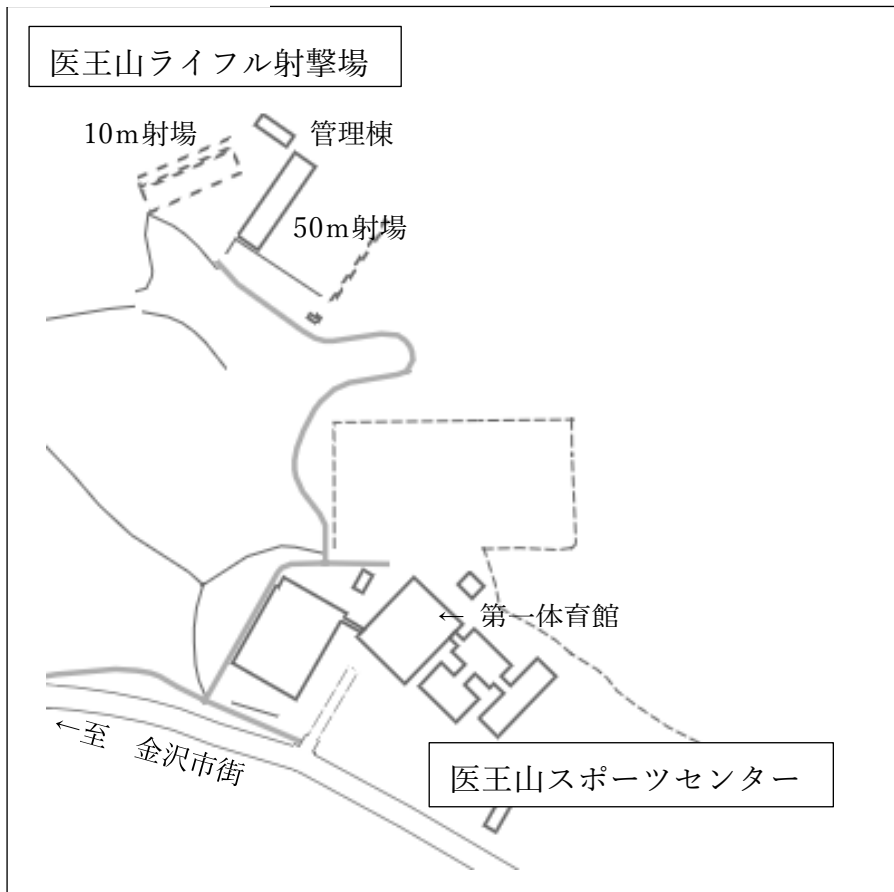 医王山ライフル射撃場
10m射場
管理棟
50m射場
← 第一体育館
←至　金沢市街
医王山スポーツセンター